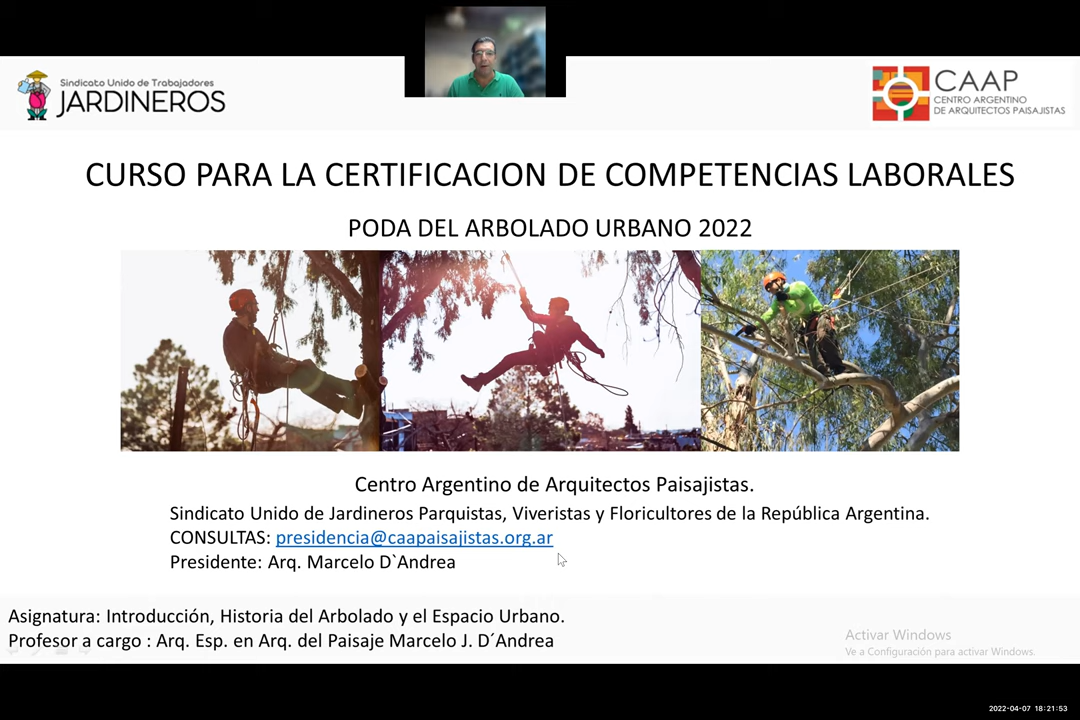 Sindicato Unido de Trabajadores
JARDINEROS
CAAP
CENTRO ARGENTINO
DE ARQUITECTOS PAISAJISTAS
CURSO PARA LA CERTIFICACION DE COMPETENCIAS LABORALES
PODA DEL ARBOLADO URBANO 2022
Centro Argentino de Arquitectos Paisajistas.
Sindicato Unido de Jardineros Parquistas, Viveristas y Floricultores de la República Argentina.
CONSULTAS: presidencia@caapaisajistas.org.ar
Presidente: Arq. Marcelo D`Andrea
Asignatura: Introducción, Historia del Arbolado y el Espacio Urbano.
Profesor a cargo : Arq. Esp. en Arq. del Paisaje Marcelo J. D´Andrea
Activar Windows
Ve a Configuración para activar Windows.
2022-04-07 18:21:53